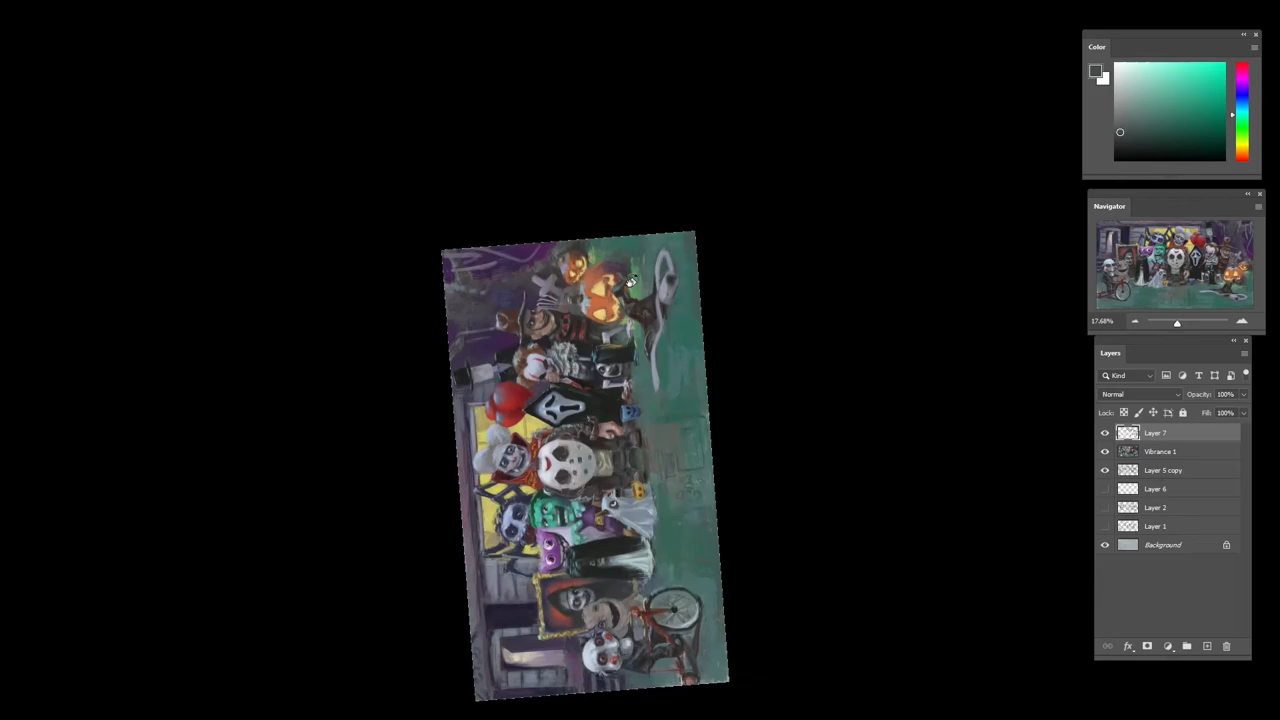 Color
Navigator
17.68%
Layers
Kind
Normal
Opacity: 100%
Lock:
Fill: 100%
Layer 7
Vibrance 1
Layer 5 copy
Layer 6
Layer 2
Layer 1
Background
fx